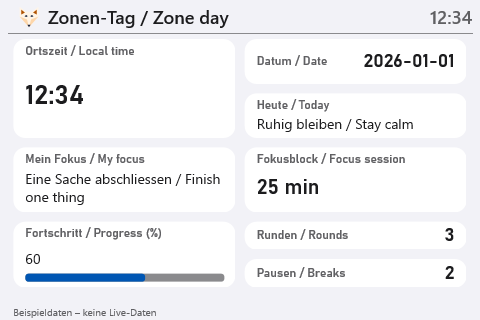 Zonen-Tag / Zone day
12:34
Ortszeit / Local time
12:34
Datum / Date
2026-01-01
Heute / Today
Ruhig bleiben / Stay calm
Mein Fokus / My focus
Eine Sache abschliessen / Finish
one thing
Fokusblock / Focus session
25 min
Fortschritt / Progress (%)
60
Runden / Rounds
3
Pausen / Breaks
2
Beispieldaten – keine Live-Daten